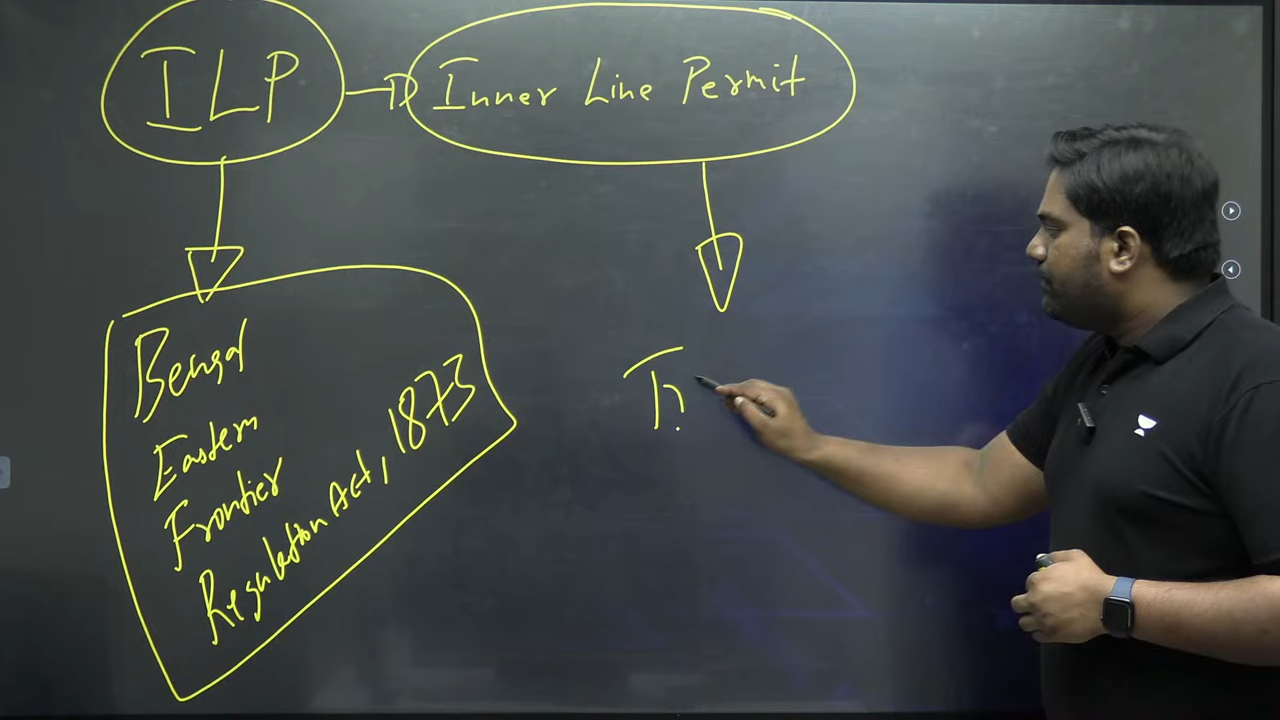 ILP
Inner Line Permit
Bengal
Eastern
Frontier
Regulation Act, 1873